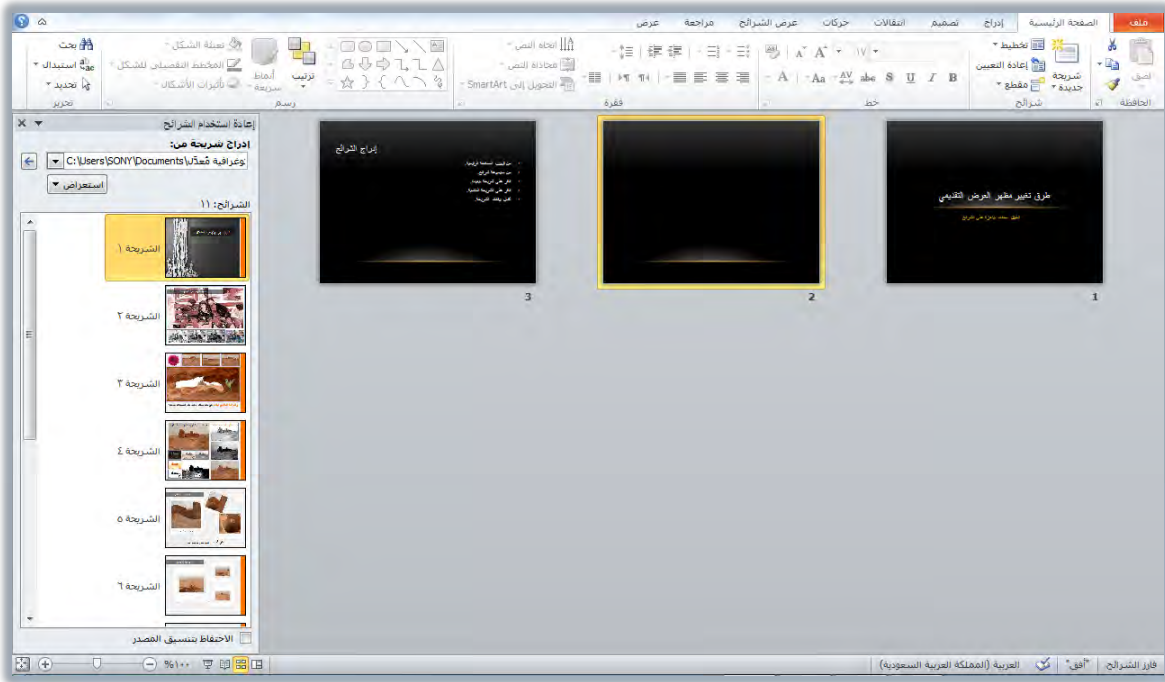 ملف
الصفحة الرئيسية
إدراج
تصميم
انتقالات
حركات
عرض الشرائح
مراجعة
عرض
لصق
الحافظة
شريحة جديدة
تخطيط
إعادة التعيين
مقطع
شرائح
١٧
B I U S abe AV Aa A
خط
فقرة
اتجاه النص
محاذاة النص
التحويل إلى SmartArt
ترتيب
أنماط سريعة
تعبئة الشكل
المخطط التفصيلي للشكل
تأثيرات الأشكال
رسم
بحث
استبدال
تحديد
تحرير
طرق تغيير مظهر العرض التقديمي
1
2
إدراج الشرائح
3
إعادة استخدام الشرائح
إدراج شريحة من:
C:\Users\SONY\Documents\
استعراض
الشرائح: ١١
الشريحة ١
الشريحة ٢
الشريحة ٣
الشريحة ٤
الشريحة ٥
الشريحة ٦
الاحتفاظ بتنسيق المصدر
فارز الشرائح
"أفق"
العربية (المملكة العربية السعودية)
%١٠٠